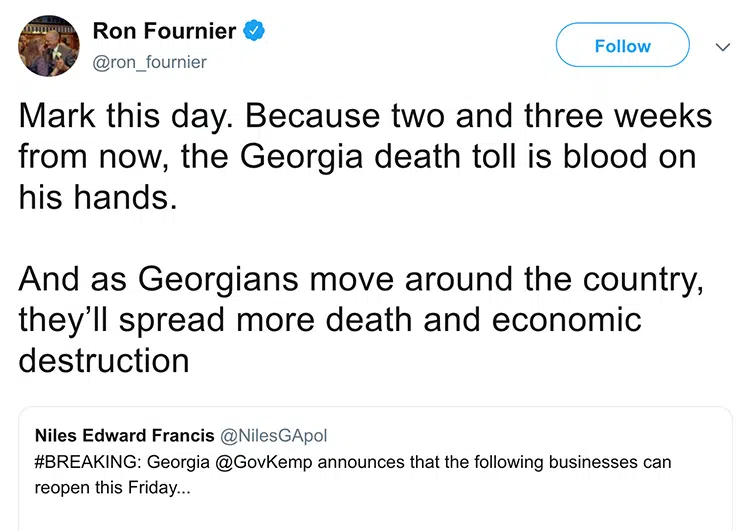 Ron Fournier
Follow
@ron_fournier
Mark this day. Because two and three weeks
from now, the Georgia death toll is blood on
his hands.
And as Georgians move around the country,
they’ll spread more death and economic
destruction
Niles Edward Francis @NilesGApol
#BREAKING: Georgia @GovKemp announces that the following businesses can
reopen this Friday...